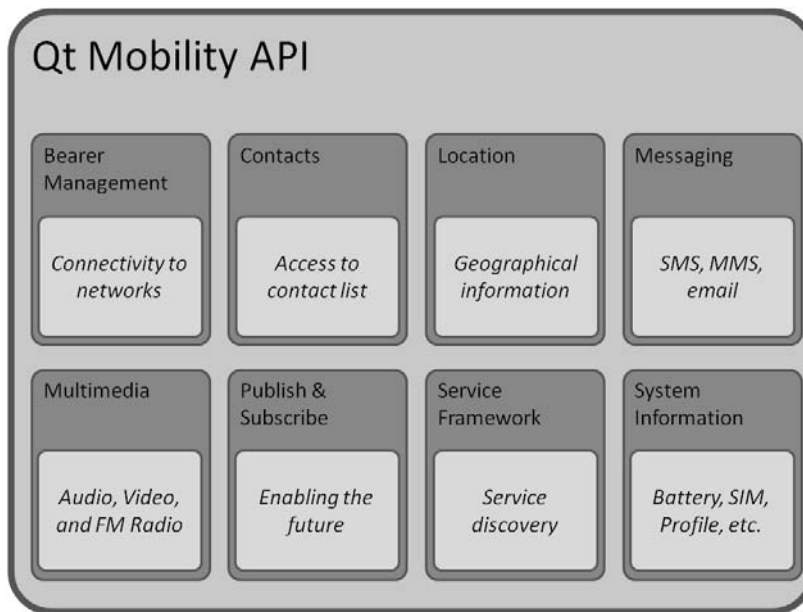 Qt Mobility API
Bearer
Management
Connectivity to
networks
Contacts
Access to
contact list
Location
Geographical
information
Messaging
SMS, MMS,
email
Multimedia
Audio, Video,
and FM Radio
Publish &
Subscribe
Enabling the
future
Service
Framework
Service
discovery
System
Information
Battery, SIM,
Profile, etc.